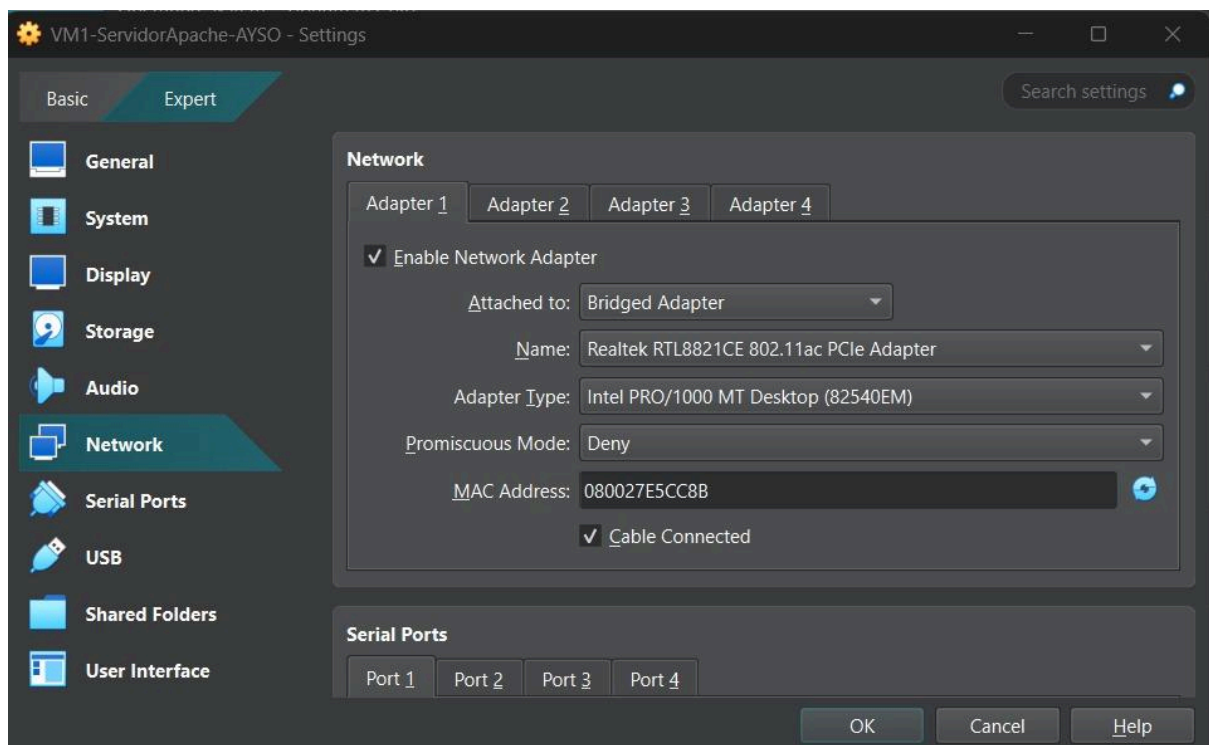 VM1-ServidorApache-AYSO - Settings
Basic Expert Search settings
General
System
Display
Storage
Audio
Network
Serial Ports
USB
Shared Folders
User Interface
Network
Adapter 1 Adapter 2 Adapter 3 Adapter 4
Enable Network Adapter
Attached to: Bridged Adapter
Name: Realtek RTL8821CE 802.11ac PCIe Adapter
Adapter Type: Intel PRO/1000 MT Desktop (82540EM)
Promiscuous Mode: Deny
MAC Address: 080027E5CC8B
Cable Connected
Serial Ports
Port 1 Port 2 Port 3 Port 4
OK Cancel Help